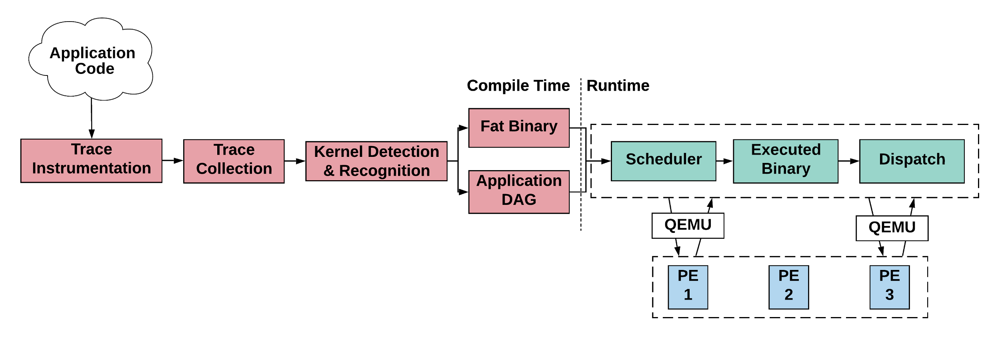 Application
Code
Compile Time
Runtime
Trace
Instrumentation
Trace
Collection
Kernel Detection
& Recognition
Fat Binary
Application
DAG
Scheduler
Executed
Binary
Dispatch
QEMU
QEMU
PE
1
PE
2
PE
3